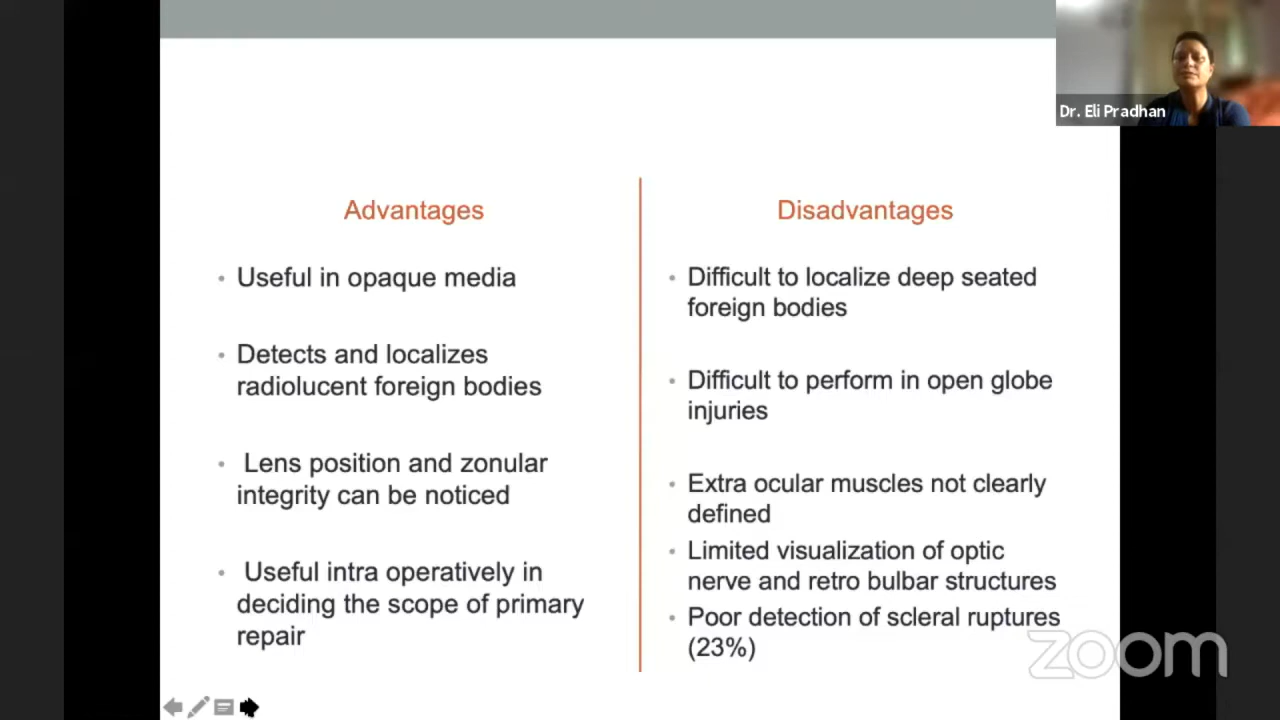 Dr. Eli Pradhan
Advantages
• Useful in opaque media
• Detects and localizes
radiolucent foreign bodies
• Lens position and zonular
integrity can be noticed
• Useful intra operatively in
deciding the scope of primary
repair
Disadvantages
• Difficult to localize deep seated
foreign bodies
• Difficult to perform in open globe
injuries
• Extra ocular muscles not clearly
defined
• Limited visualization of optic
nerve and retro bulbar structures
• Poor detection of scleral ruptures
(23%)
zoom